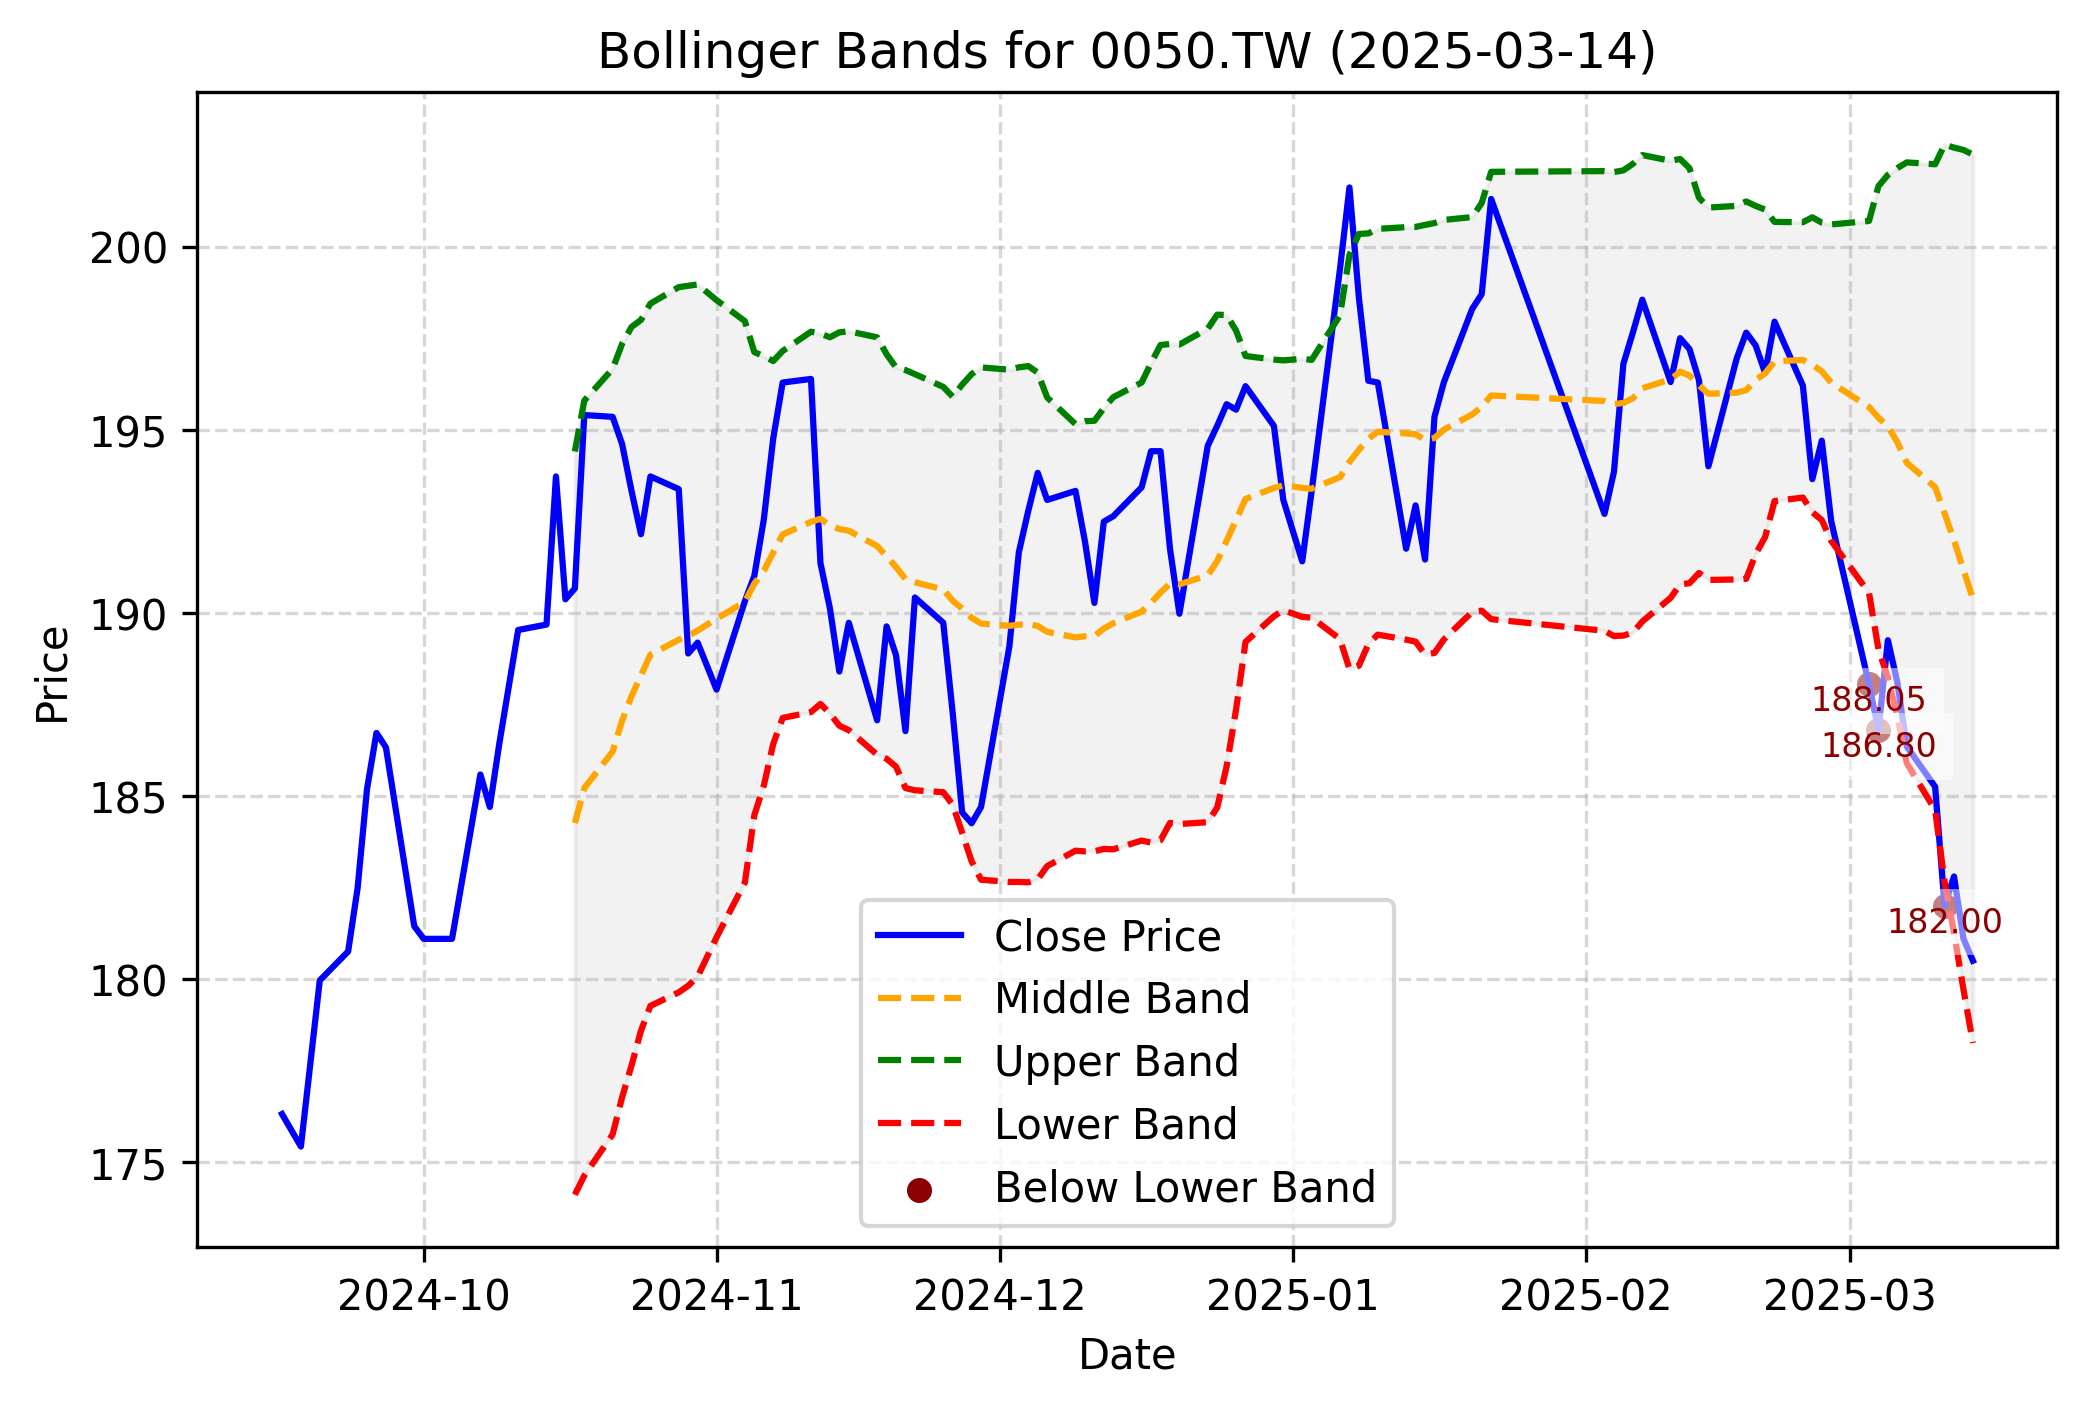 Bollinger Bands for 0050.TW (2025-03-14)
Price
200
195
190
185
180
175
188.05
186.80
182.00
Close Price
Middle Band
Upper Band
Lower Band
Below Lower Band
2024-10 2024-11 2024-12 2025-01 2025-02 2025-03
Date